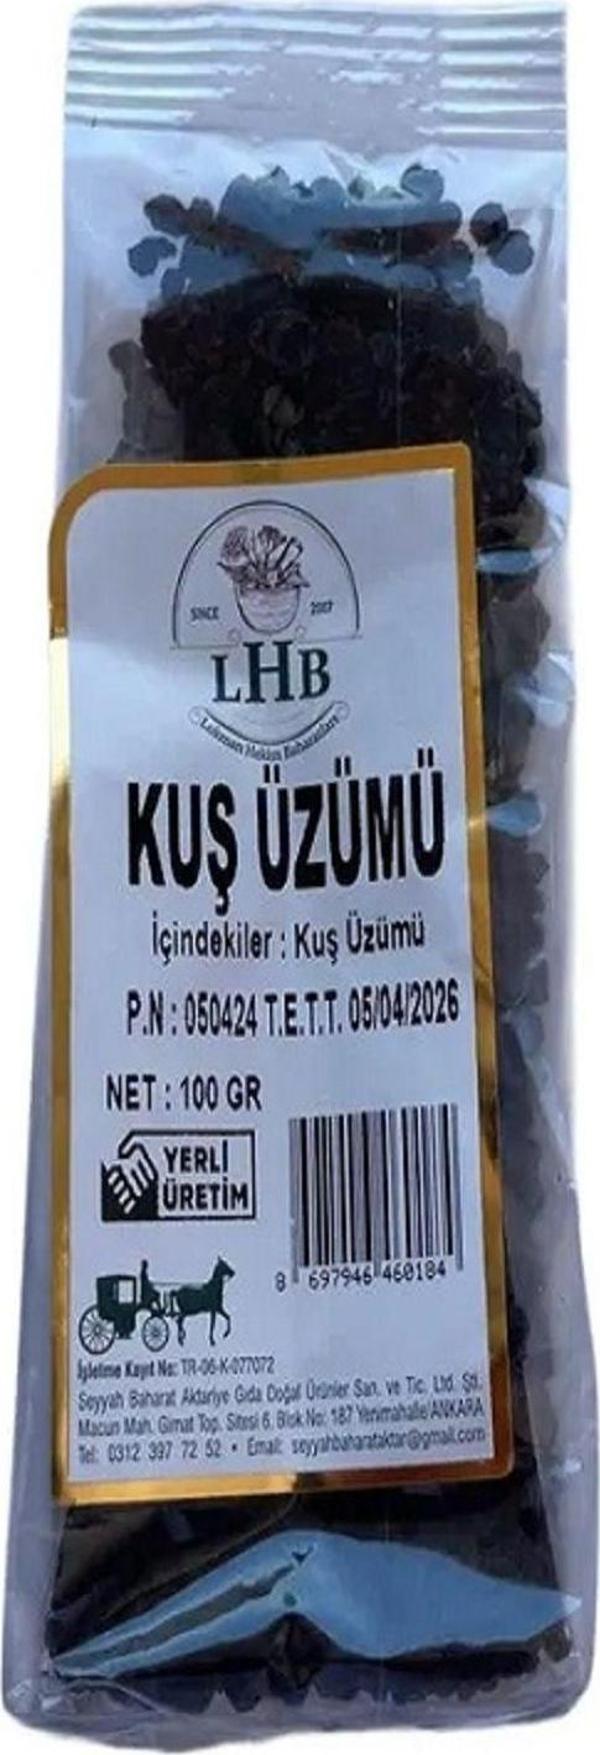 SINCE 2007
LHB
Lokman Hekim Baharatları
KUŞ ÜZÜMÜ
İçindekiler : Kuş Üzümü
P.N : 050424 T.E.T.T. 05/04/2026
NET : 100 GR
YERLİ
ÜRETİM
8 697946 460184
İşletme Kayıt No: TR-06-K-077072
Seyyah Baharat Aktariye Gıda Doğal Ürünler San. ve Tic. Ltd. Şti.
Macun Mah. Gimat Top. Sitesi 6. Blok No: 187 Yenimahalle/ANKARA
Tel: 0312 397 72 52 • Email: seyyahbaharataktar@gmail.com